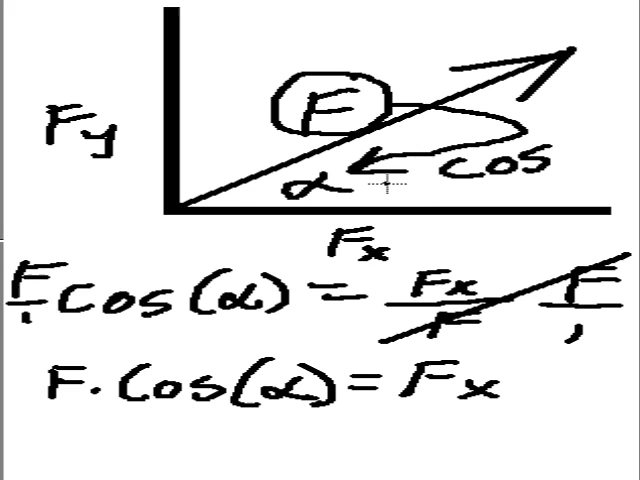 F
Fy
cos
α
Fx
F/1 cos(α) = Fx/F F/1
F. Cos(α) = Fx